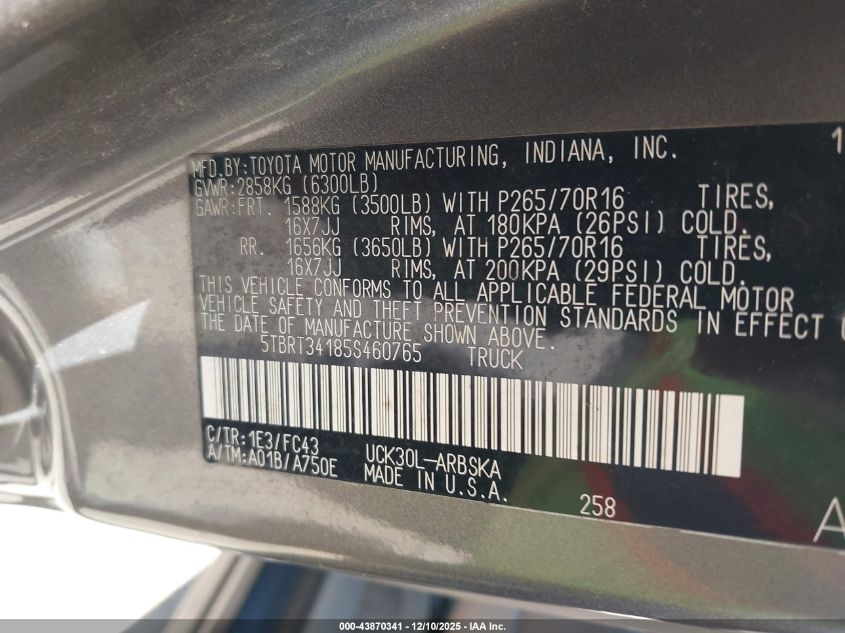 1
MFD.BY:TOYOTA MOTOR MANUFACTURING, INDIANA, INC.
GVWR:2858KG (6300LB)
GAWR:FRT. 1588KG (3500LB) WITH P265/70R16 TIRES,
16X7JJ RIMS, AT 180KPA (26PSI) COLD.
RR. 1656KG (3650LB) WITH P265/70R16 TIRES,
16X7JJ RIMS, AT 200KPA (29PSI) COLD.
THIS VEHICLE CONFORMS TO ALL APPLICABLE FEDERAL MOTOR
VEHICLE SAFETY AND THEFT PREVENTION STANDARDS IN EFFECT
THE DATE OF MANUFACTURE SHOWN ABOVE.
5TBRT34185S460765 TRUCK
C/TR:1E3/FC43 UCK30L-ARBSKA
A/TM:A01B/A750E MADE IN U.S.A.
258
A
000-43870341 - 12/10/2025 - IAA Inc.